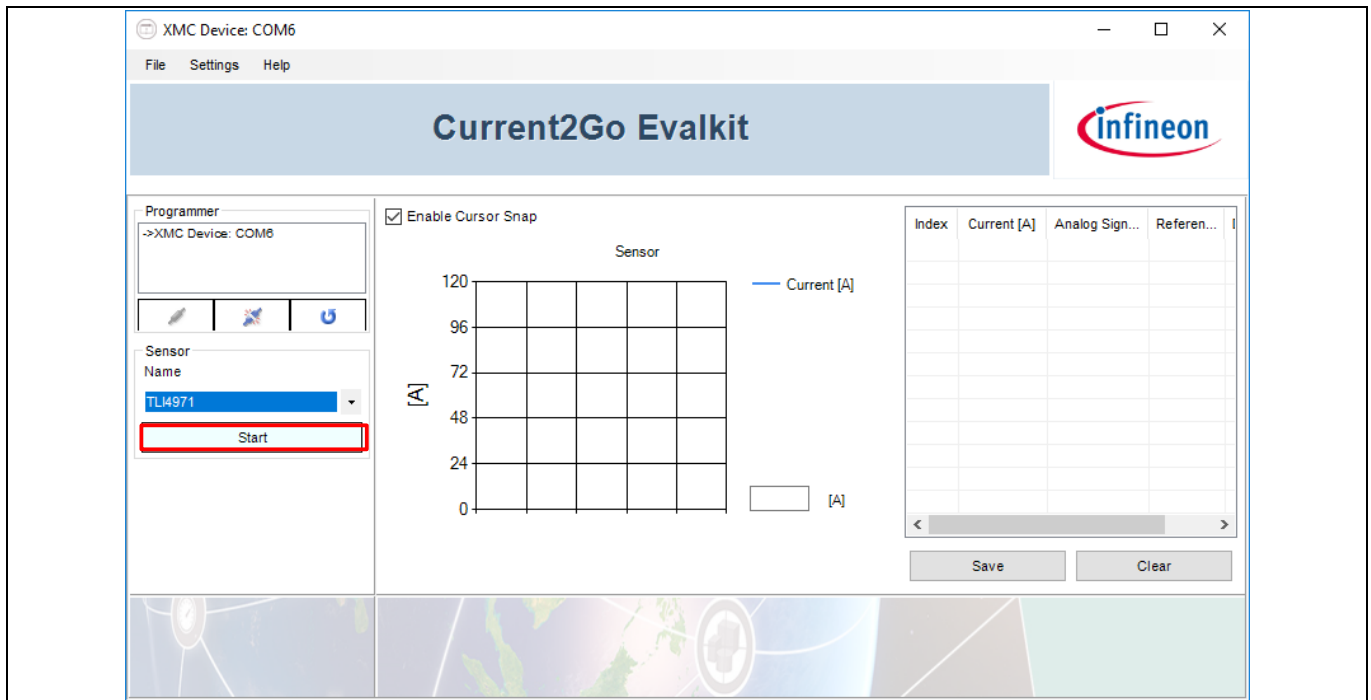 XMC Device: COM6
File Settings Help
Current2Go Evalkit
infineon
Programmer
->XMC Device: COM6
Sensor
Name
TLI4971
Start
Enable Cursor Snap
Sensor
120
96
72
48
24
0
[A]
Current [A]
[A]
Index Current [A] Analog Sign... Referen...
Save Clear